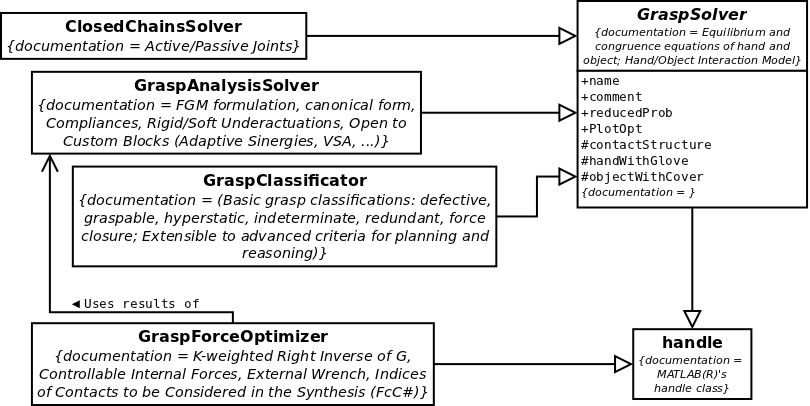 ClosedChainsSolver
{documentation = Active/Passive Joints}
GraspSolver
{documentation = Equilibrium and
congruence equations of hand and
object; Hand/Object Interaction Model}
+name
+comment
+reducedProb
+PlotOpt
#contactStructure
#handWithGlove
#objectWithCover
{documentation = }
GraspAnalysisSolver
{documentation = FGM formulation, canonical form,
Compliances, Rigid/Soft Underactuations, Open to
Custom Blocks (Adaptive Sinergies, VSA, ...)}
GraspClassificator
{documentation = (Basic grasp classifications: defective,
graspable, hyperstatic, indeterminate, redundant, force
closure; Extensible to advanced criteria for planning and
reasoning)}
◄ Uses results of
GraspForceOptimizer
{documentation = K-weighted Right Inverse of G,
Controllable Internal Forces, External Wrench, Indices
of Contacts to be Considered in the Synthesis (FcC#)}
handle
{documentation =
MATLAB(R)'s
handle class}